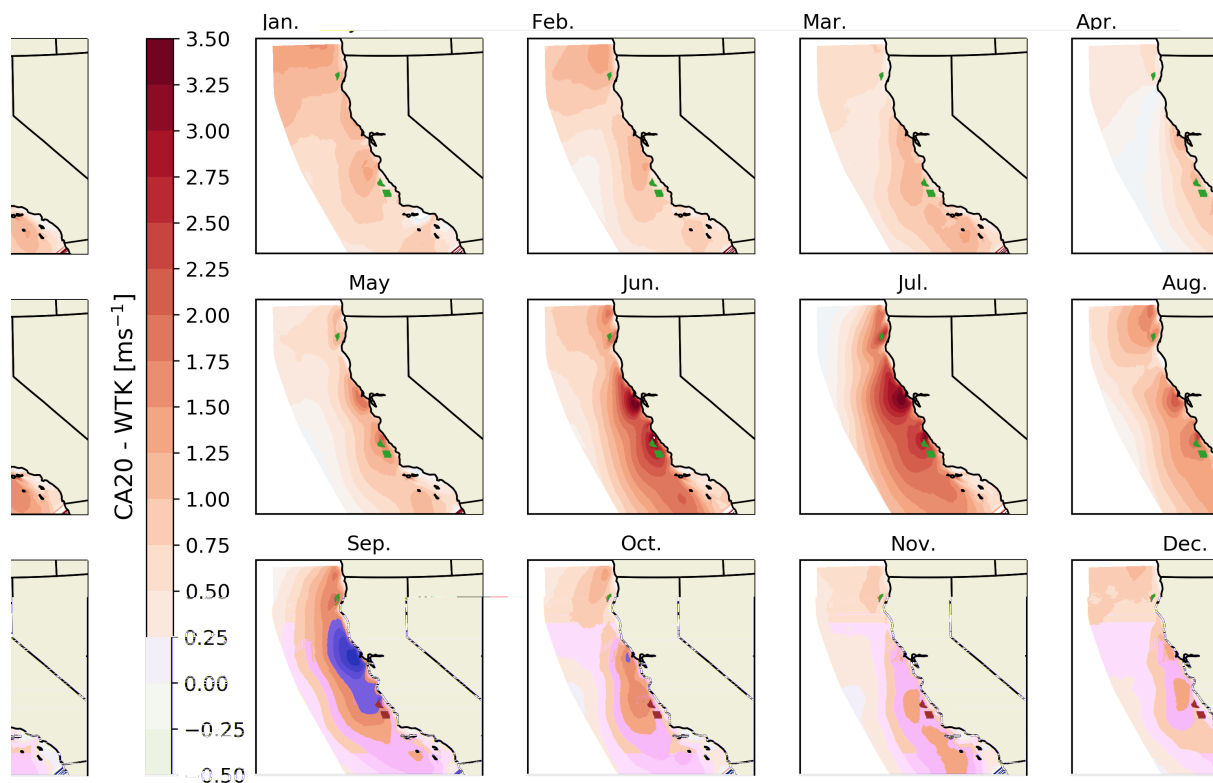 Jan.
Feb.
Mar.
Apr.
May
Jun.
Jul.
Aug.
Sep.
Oct.
Nov.
Dec.
CA20 - WTK [ms⁻¹]
3.50
3.25
3.00
2.75
2.50
2.25
2.00
1.75
1.50
1.25
1.00
0.75
0.50
0.25
0.00
−0.25
−0.50